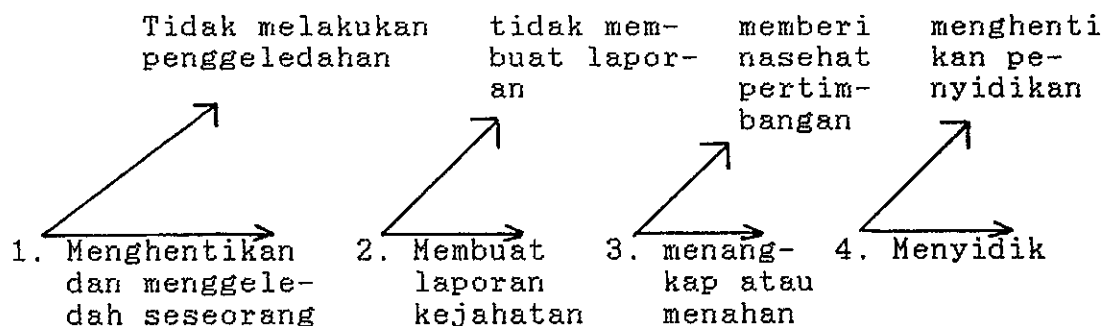 Tidak melakukan penggeledahan
tidak mem-
buat lapor-
an
memberi
nasehat
pertim-
bangan
menghenti
kan pe-
nyidikan
1. Menghentikan
dan menggele-
dah seseorang
2. Membuat
laporan
kejahatan
3. menang-
kap atau
menahan
4. Menyidik